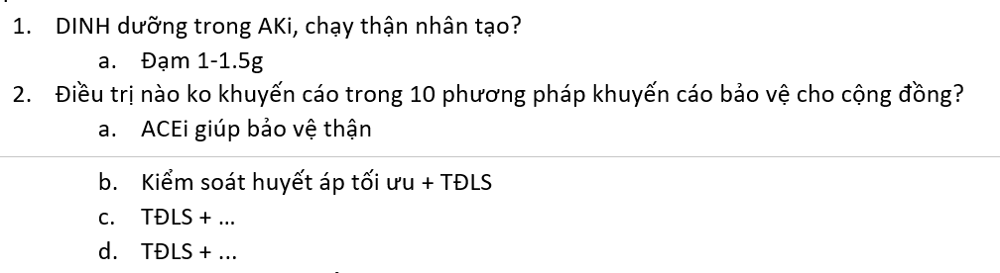 1. DINH dưỡng trong AKi, chạy thận nhân tạo?
a. Đạm 1-1.5g
2. Điều trị nào ko khuyến cáo trong 10 phương pháp khuyến cáo bảo vệ cho cộng đồng?
a. ACEi giúp bảo vệ thận
b. Kiểm soát huyết áp tối ưu + TĐLS
c. TĐLS + ...
d. TĐLS + ...